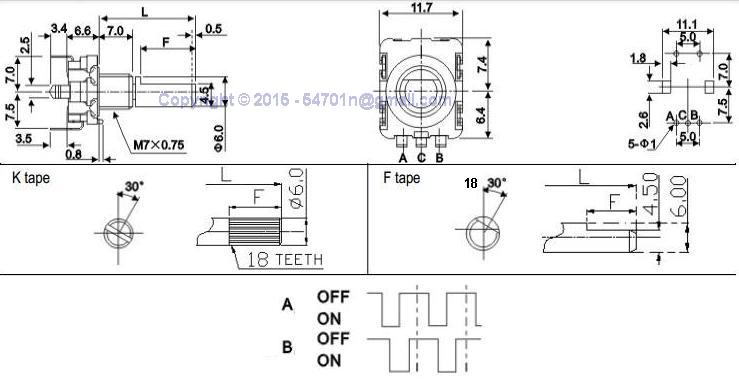 L
3.4
6.6
7.0
F
0.5
2.5
7.0
7.5
3.5
0.8
M7×0.75
4.5
Φ6.0
11.7
7.4
6.4
A C B
11.1
5.0
1.8
7.0
7.5
2.6
A C B
5-Φ1
5.0
Copyright © 2015 - 54701n@gmail.com
K tape
30°
L
F
ϕ6.0
18 TEETH
F tape
18
30°
L
F
4.50
6.00
A OFF
ON
B OFF
ON